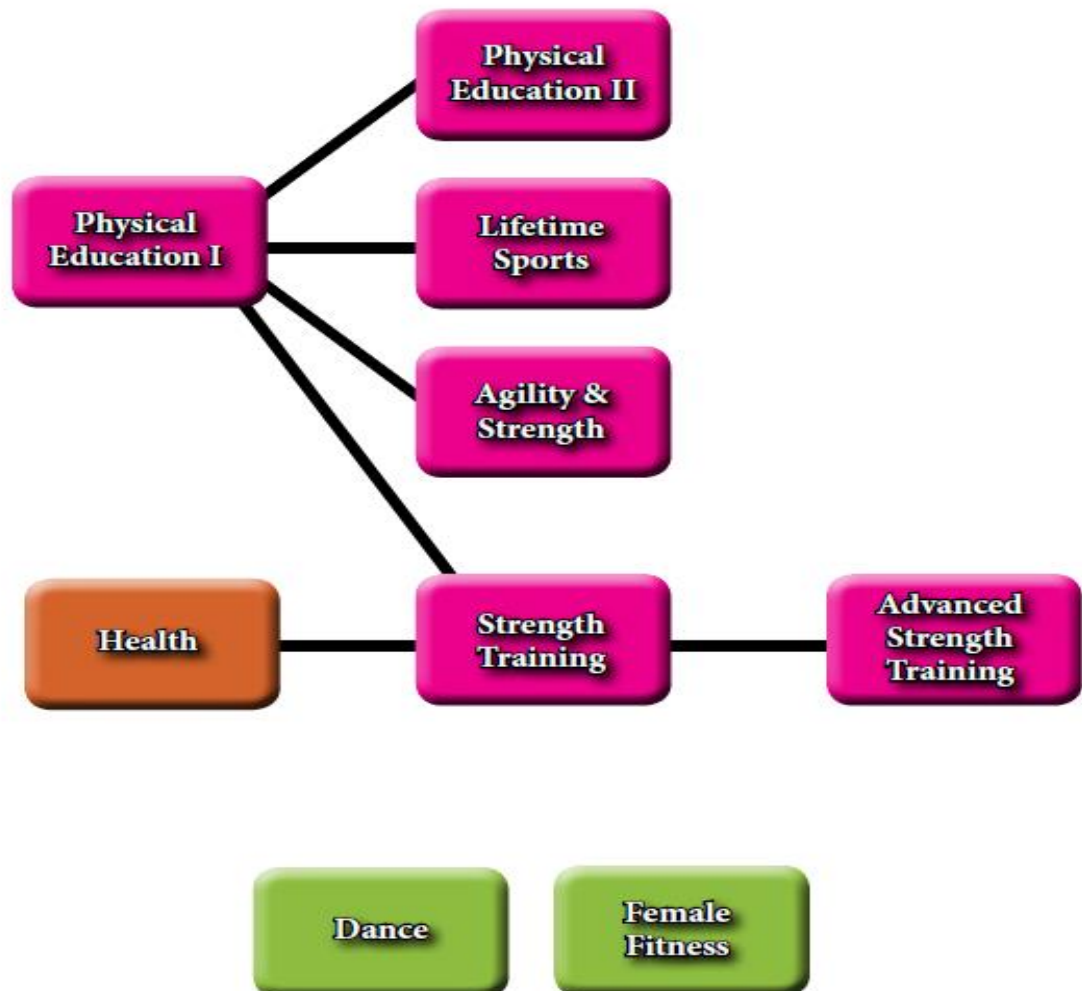 Physical
Education II
Physical
Education I
Lifetime
Sports
Agility &
Strength
Health
Strength
Training
Advanced
Strength
Training
Dance
Female
Fitness